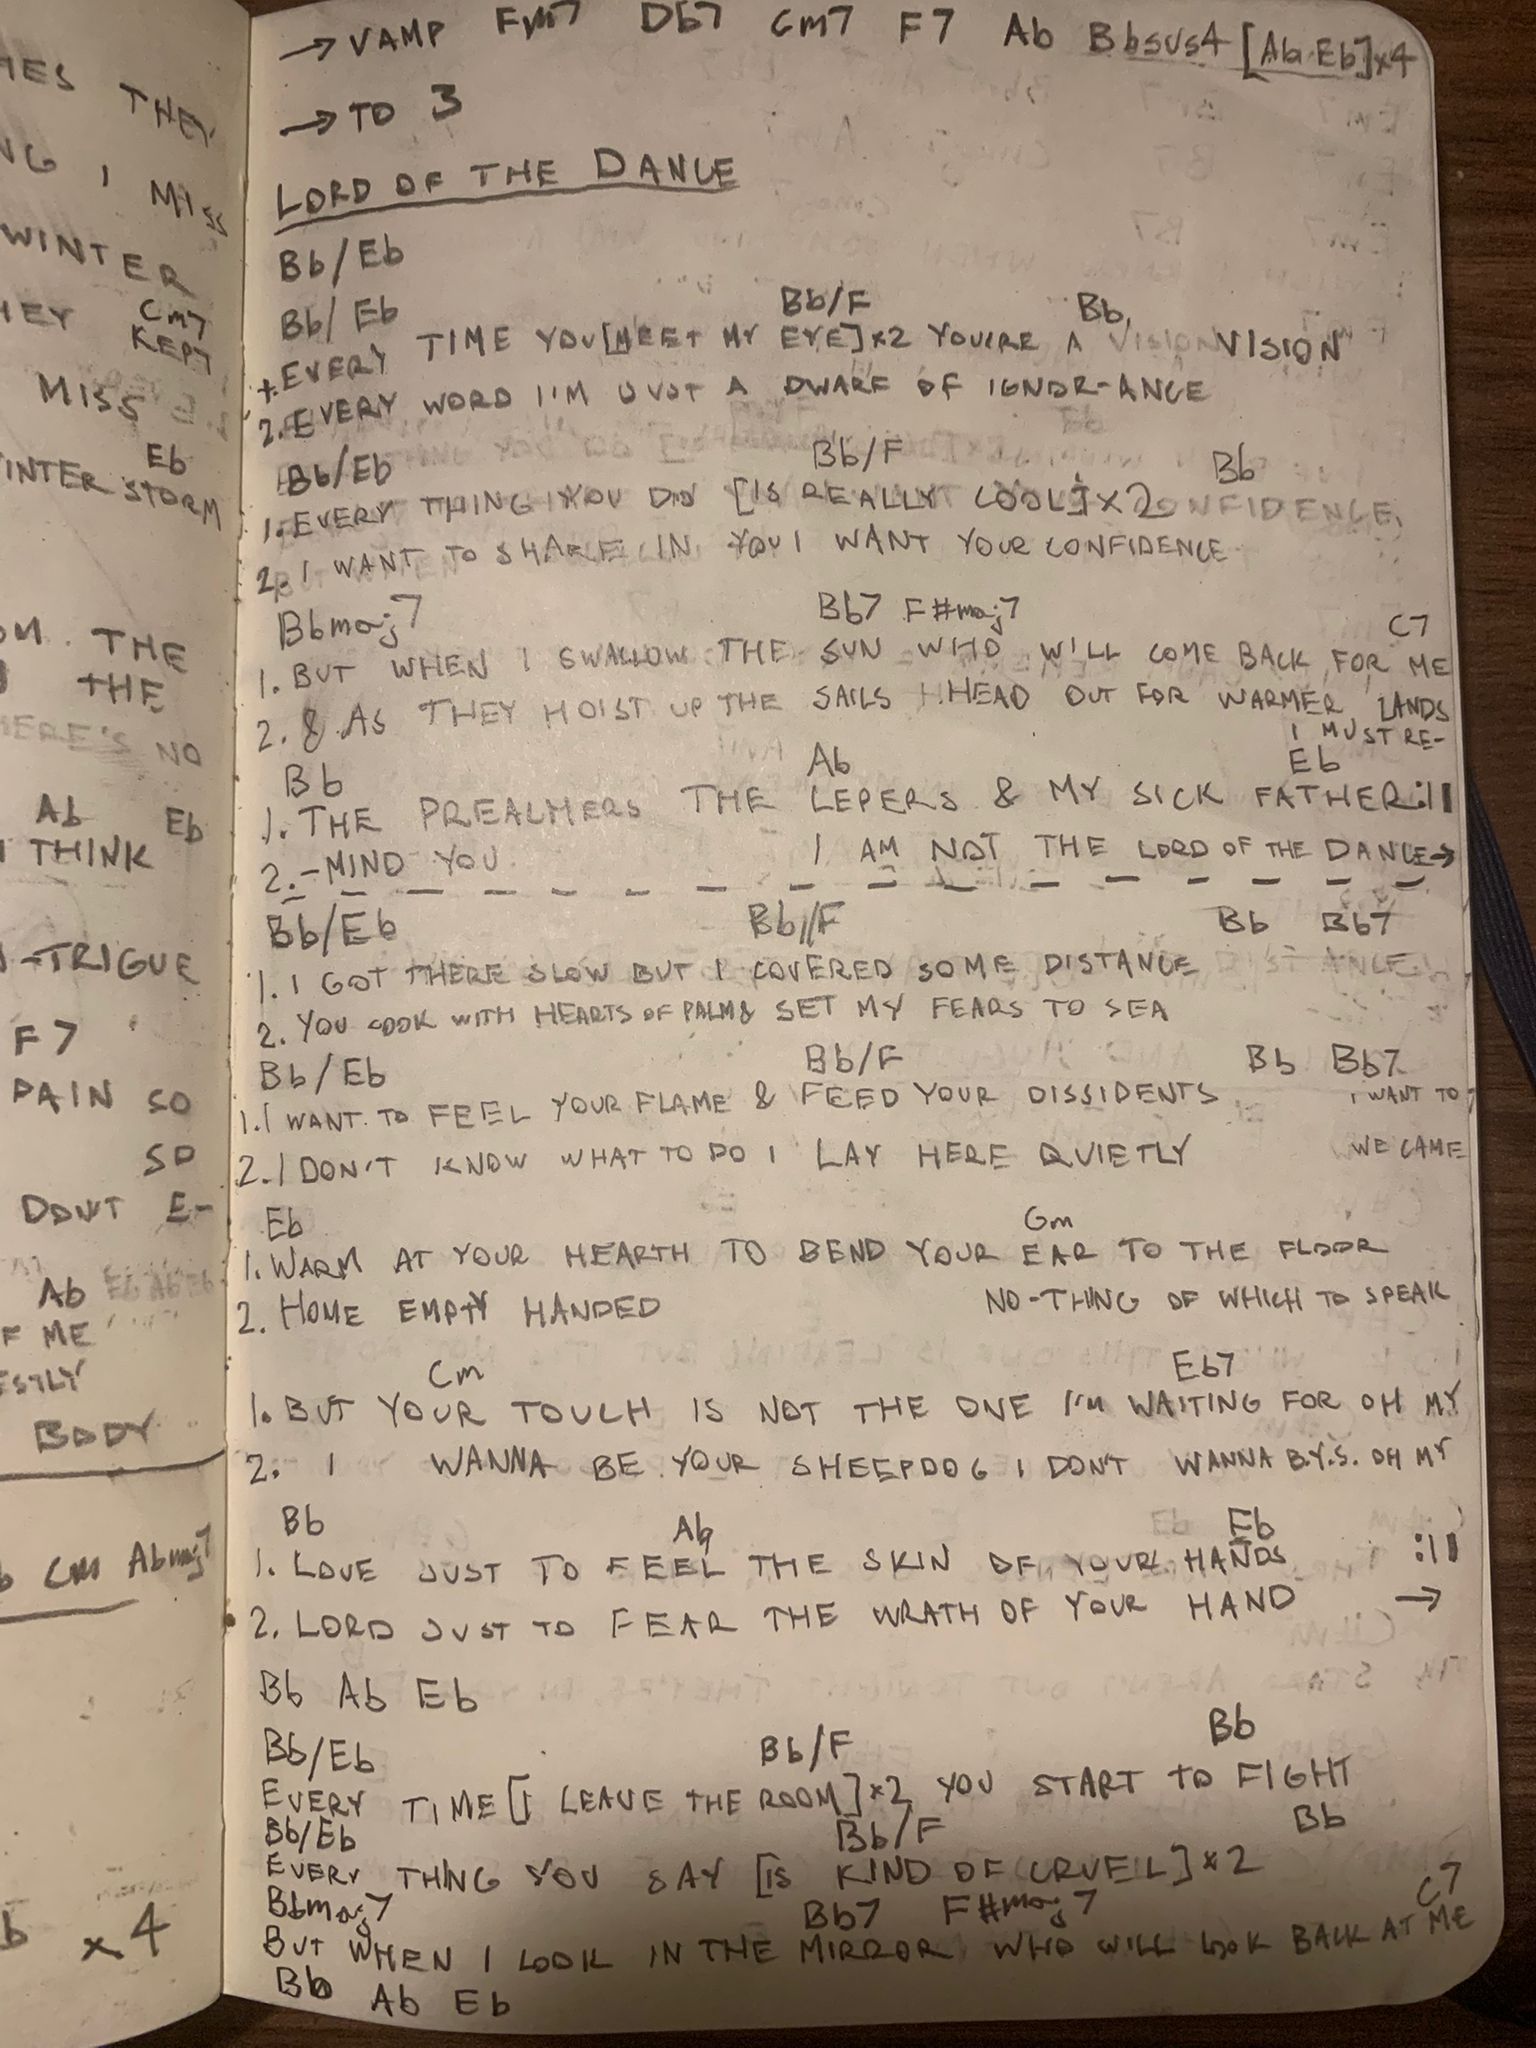 → VAMP Fm7 Db7 Cm7 F7 Ab Bbsus4 [Ab Eb]x4
→ TO 3
LORD OF THE DANCE
Bb/Eb
Bb/Eb Bb/F Bb
1. EVERY TIME YOU [MEET MY EYE]x2 YOU'RE A VISION
2. EVERY WORD I'M JUST A DWARF OF IGNOR-ANCE
Bb/Eb Bb/F Bb
1. EVERY THING YOU DID [IS REALLY COOL]x2
2. I WANT TO SHARE IN YOU I WANT YOUR CONFIDENCE
Bbmaj7 Bb7 F#maj7 C7
1. BUT WHEN I SWALLOW THE SUN WHO WILL COME BACK FOR ME
2. & AS THEY HOIST UP THE SAILS I HEAD OUT FOR WARMER LANDS
I MUST RE-
Bb Ab Eb
1. THE PREALMERS THE LEPERS & MY SICK FATHER :||
2. -MIND YOU I AM NOT THE LORD OF THE DANCE →
Bb/Eb Bb//F Bb Bb7
1. I GOT THERE SLOW BUT I COVERED SOME DISTANCE
2. YOU COOK WITH HEARTS OF PALM & SET MY FEARS TO SEA
Bb/Eb Bb/F Bb Bb7
1. I WANT TO FEEL YOUR FLAME & FEED YOUR DISSIDENTS I WANT TO
2. I DON'T KNOW WHAT TO DO I LAY HERE QUIETLY WE CAME
Eb Gm
1. WARM AT YOUR HEARTH TO BEND YOUR EAR TO THE FLOOR
2. HOME EMPTY HANDED NO-THING OF WHICH TO SPEAK
Cm Eb7
1. BUT YOUR TOUCH IS NOT THE ONE I'M WAITING FOR OH MY
2. I WANNA BE YOUR SHEEPDOG I DON'T WANNA B.Y.S. OH MY
Bb Ab Eb
1. LOVE JUST TO FEEL THE SKIN OF YOUR HANDS :||
2. LORD JUST TO FEAR THE WRATH OF YOUR HAND →
Bb Ab Eb
Bb/Eb Bb/F Bb
EVERY TIME [I LEAVE THE ROOM]x2 YOU START TO FIGHT
Bb/Eb Bb/F Bb
EVERY THING YOU SAY [IS KIND OF CRUEL]x2
Bbmaj7 Bb7 F#maj7 C7
BUT WHEN I LOOK IN THE MIRROR WHO WILL LOOK BACK AT ME
Bb Ab Eb
THEY
I MISS
WINTER
Cm7
KEPT
MISS
Eb
STORM
THE
THE
NO
Ab Eb
THINK
-TRIGUE
F7
PAIN SO
SO
DONT E-
Ab
ME
BODY
Cm Abmaj7
x4